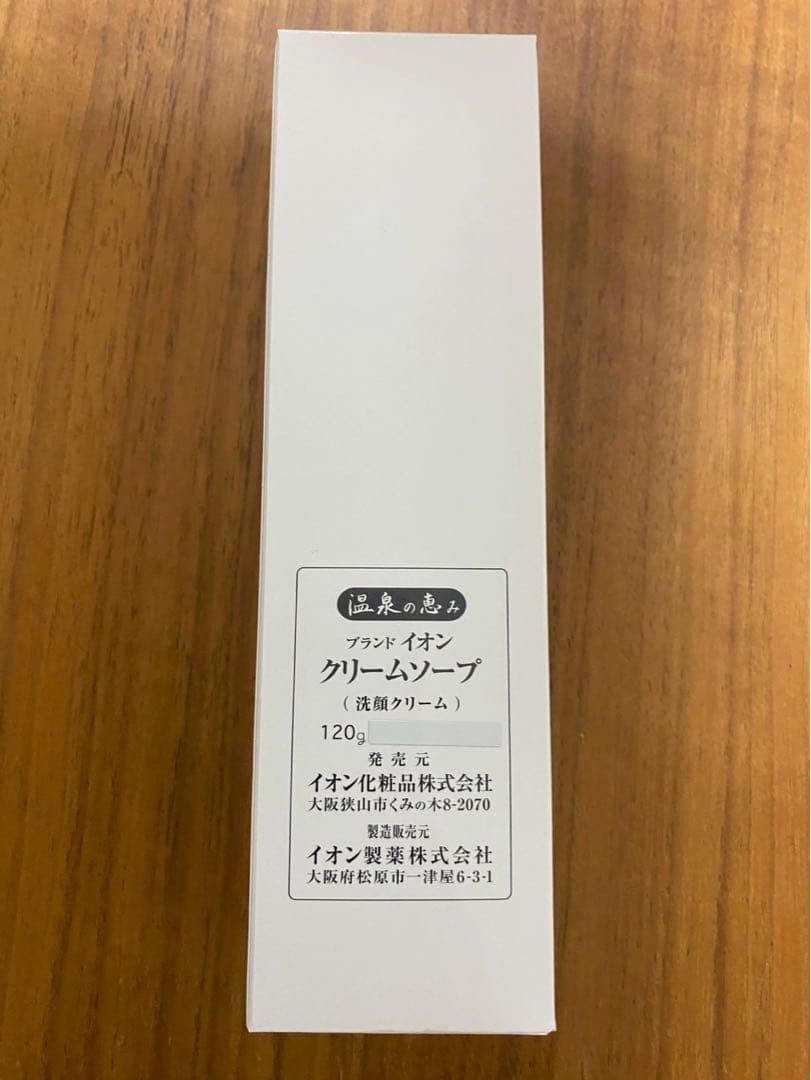 温泉の恵み
ブランド イオン
クリームソープ
（洗顔クリーム）
120g
発売元
イオン化粧品株式会社
大阪狭山市くみの木8-2070
製造販売元
イオン製薬株式会社
大阪府松原市一津屋6-3-1